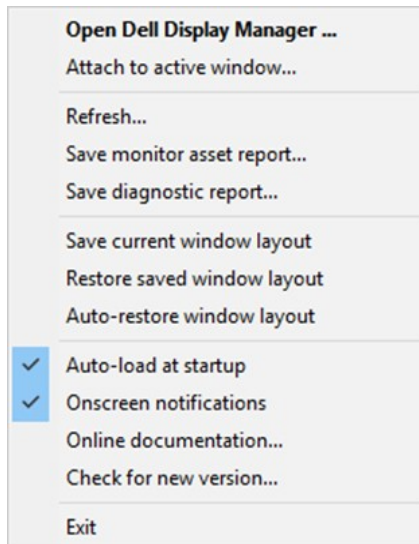 Open Dell Display Manager ...
Attach to active window...
Refresh...
Save monitor asset report...
Save diagnostic report...
Save current window layout
Restore saved window layout
Auto-restore window layout
Auto-load at startup
Onscreen notifications
Online documentation...
Check for new version...
Exit